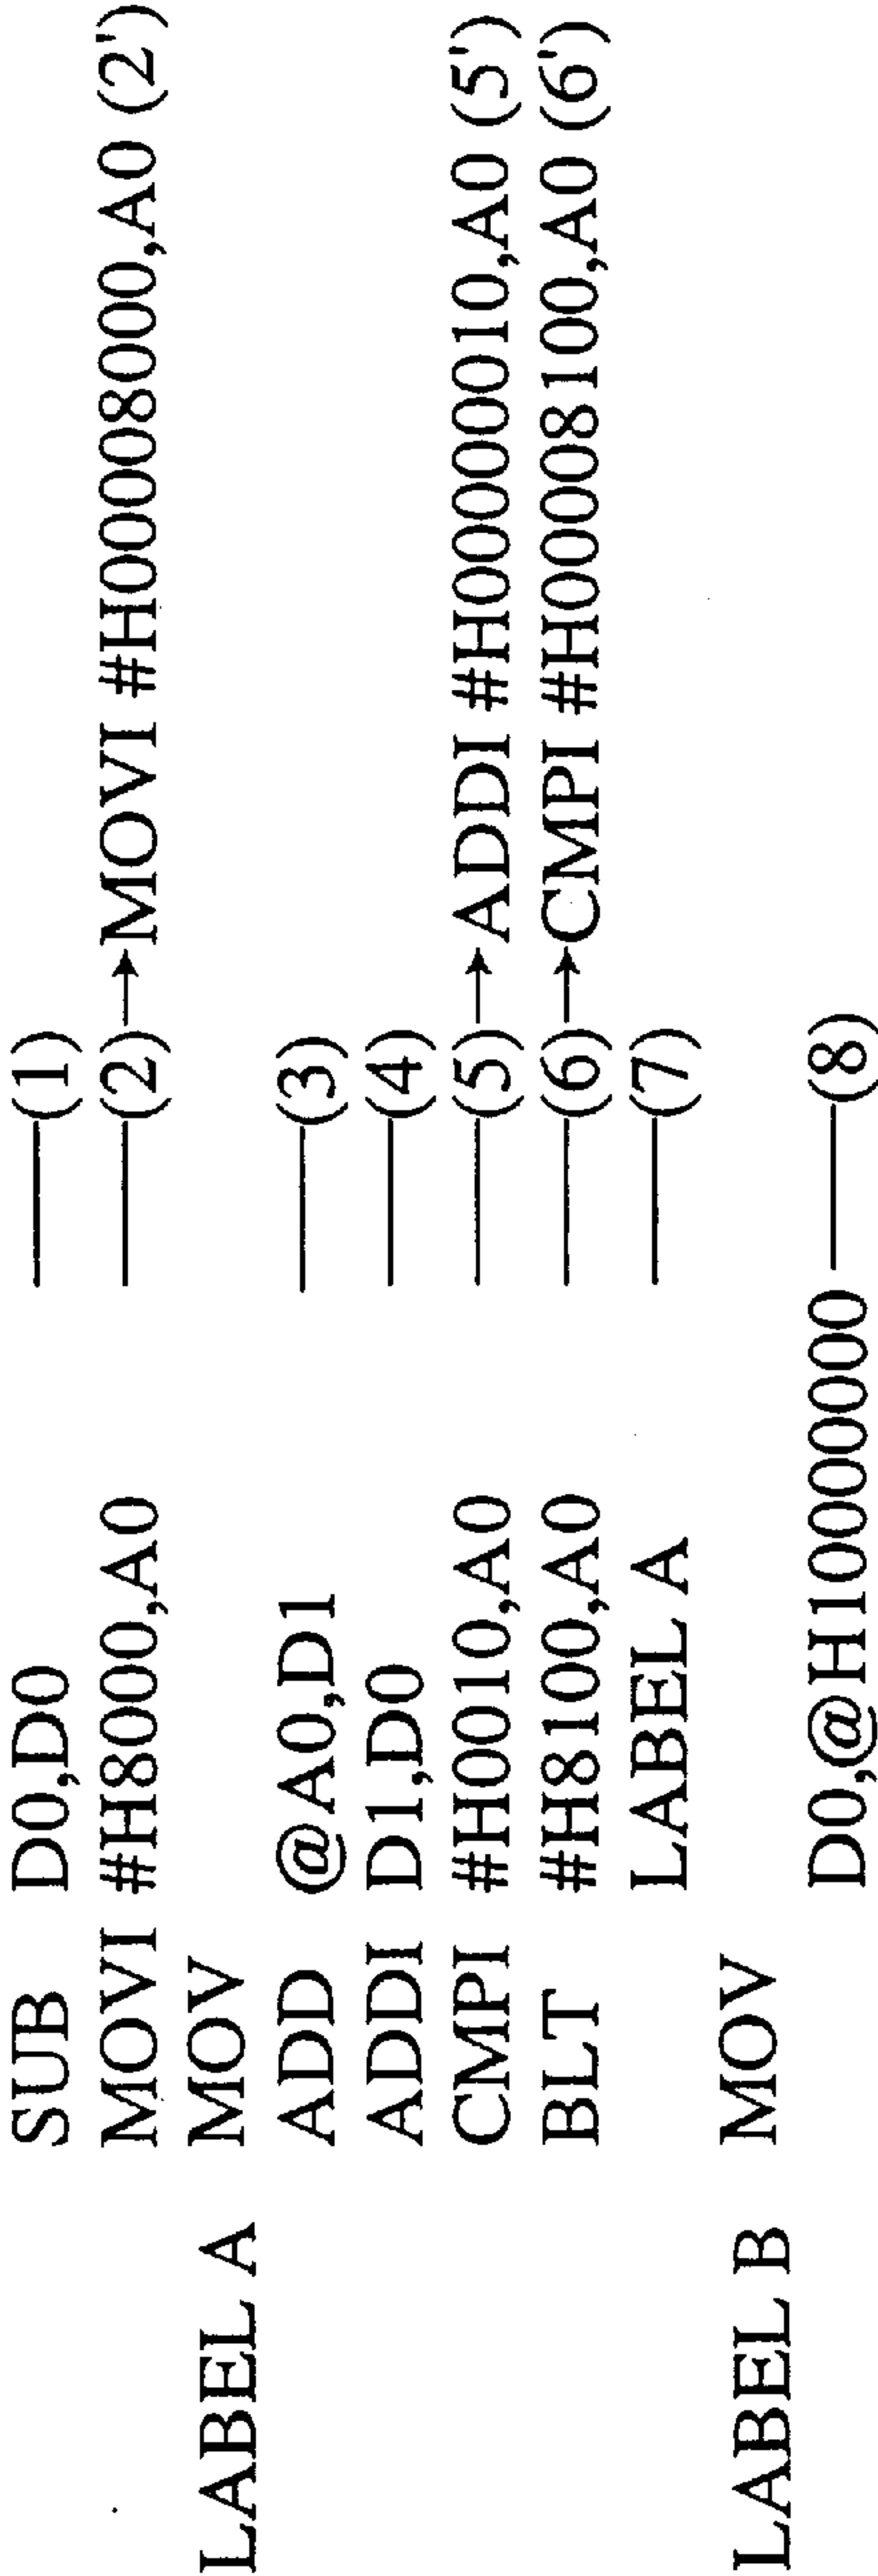 SUB D0,D0 —(1)
MOVI #H8000,A0 —(2)→MOVI #H00008000,A0 (2')
LABEL A MOV
ADD @A0,D1 —(3)
ADDI D1,D0 —(4)
CMPI #H0010,A0 —(5)→ADDI #H00000010,A0 (5')
BLT #H8100,A0 —(6)→CMPI #H00008100,A0 (6')
LABEL A —(7)
LABEL B MOV
D0,@H10000000 —(8)